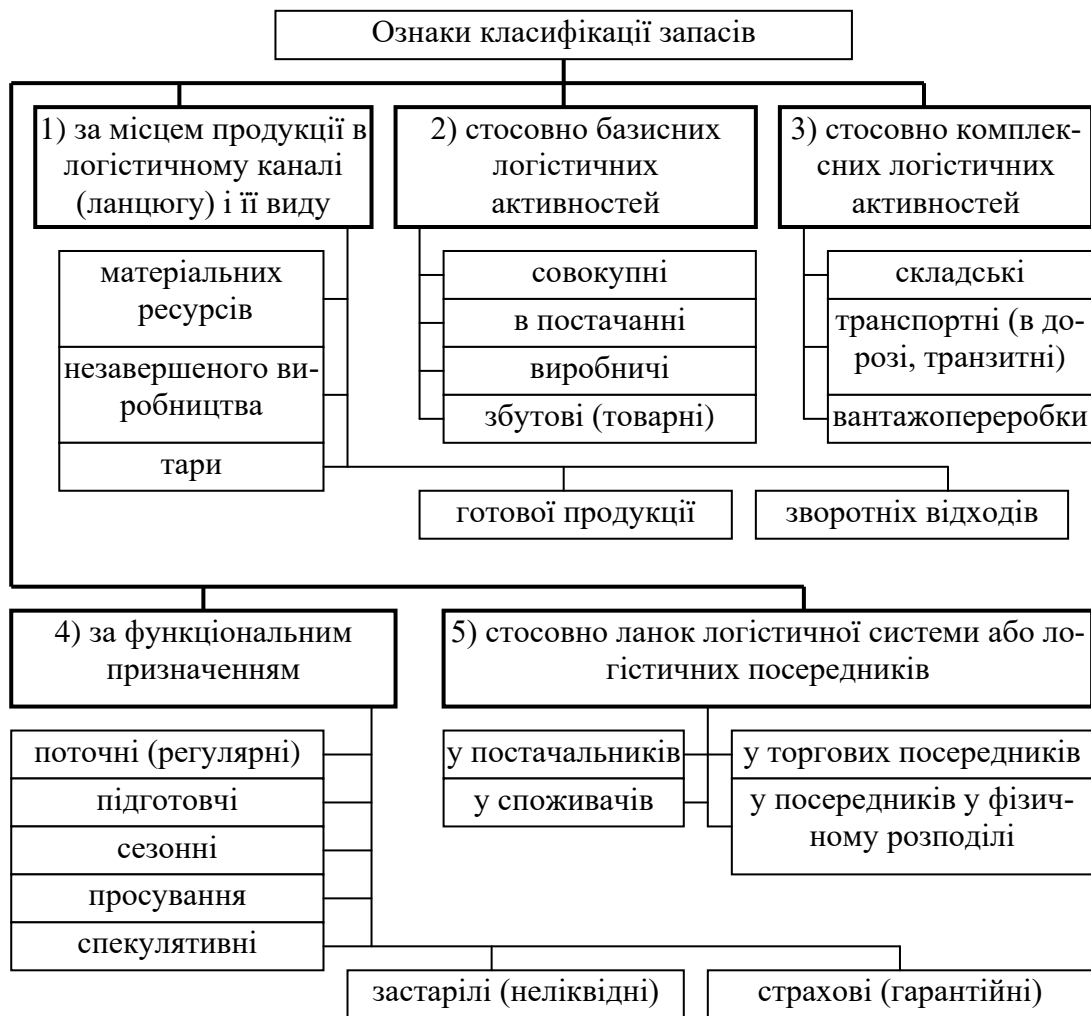 Ознаки класифікації запасів
1) за місцем продукції в
логістичному каналі
(ланцюгу) і її виду
2) стосовно базисних
логістичних
активностей
3) стосовно комплек-
сних логістичних
активностей
матеріальних
ресурсів
незавершеного ви-
робництва
тари
совокупні
в постачанні
виробничі
збутові (товарні)
складські
транспортні (в до-
розі, транзитні)
вантажопереробки
готової продукції
зворотніх відходів
4) за функціональним
призначенням
5) стосовно ланок логістичної системи або ло-
гістичних посередників
поточні (регулярні)
підготовчі
сезонні
просування
спекулятивні
у постачальників
у споживачів
у торгових посередників
у посередників у фізич-
ному розподілі
застарілі (неліквідні)
страхові (гарантійні)